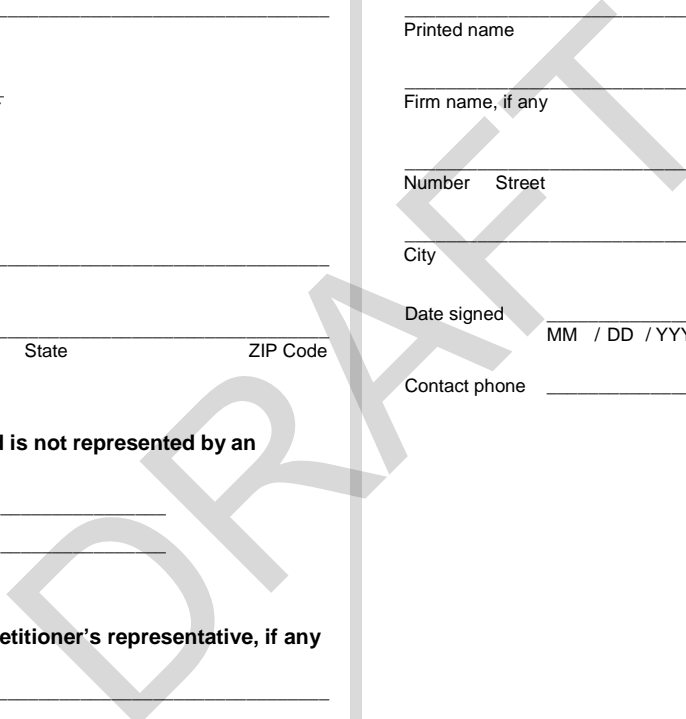 State ZIP Code
is not represented by an
etitioner’s representative, if any
Printed name
Firm name, if any
Number Street
City
Date signed
MM / DD / YYY
Contact phone
DRAFT